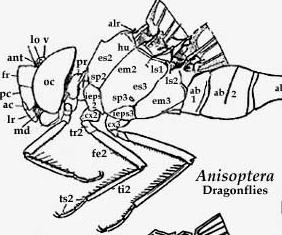 alr
lo v
hu
ant
es2
ls1
pr
em2
ls2
fr
oc
sp2
es3
pc
ab 1
ab 2
ab
ieps 2
sp3
em3
ac
cx2
ieps3
lr
cx3
md
tr2
fe2
Anisoptera
Dragonflies
ti2
ts2